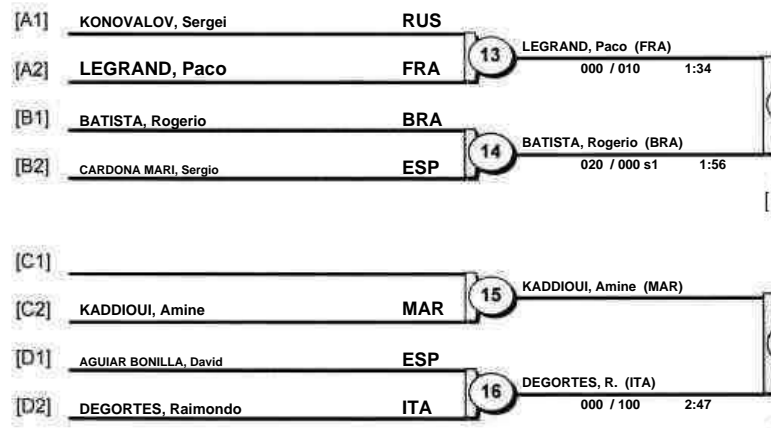 [A1] KONOVALOV, Sergei RUS
13 LEGRAND, Paco (FRA)
[A2] LEGRAND, Paco FRA
000 / 010 1:34
[B1] BATISTA, Rogerio BRA
14 BATISTA, Rogerio (BRA)
[B2] CARDONA MARI, Sergio ESP
020 / 000 s1 1:56
[
[C1]
15 KADDIOUI, Amine (MAR)
[C2] KADDIOUI, Amine MAR
[D1] AGUIAR BONILLA, David ESP
16 DEGORTES, R. (ITA)
[D2] DEGORTES, Raimondo ITA
000 / 100 2:47